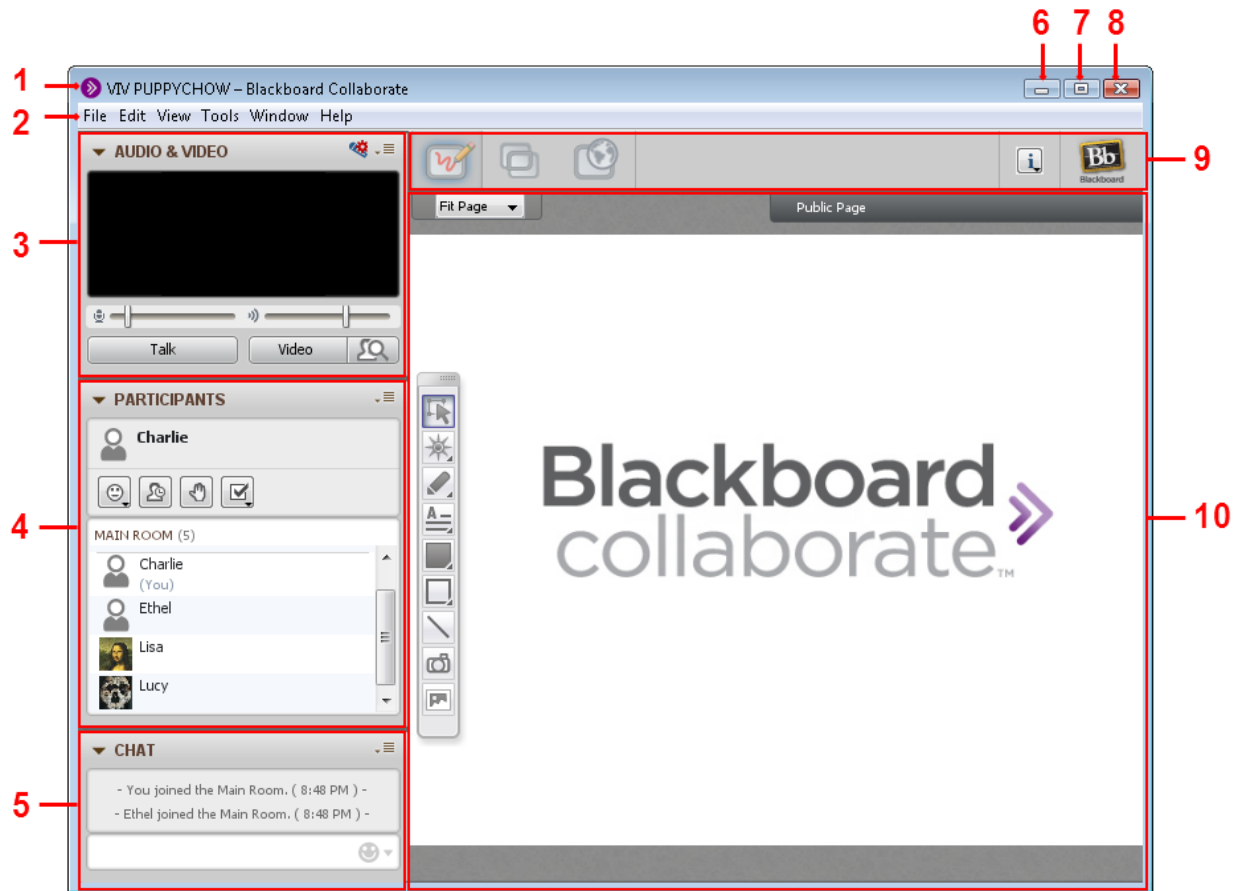 6 7 8
1
VIV PUPPYCHOW – Blackboard Collaborate
2
File Edit View Tools Window Help
AUDIO & VIDEO
i
Bb
Blackboard
9
Fit Page
Public Page
3
Talk
Video
PARTICIPANTS
Charlie
4
MAIN ROOM (5)
Charlie
(You)
Ethel
Lisa
Lucy
A
Blackboard
collaborate™
10
CHAT
5
- You joined the Main Room. ( 8:48 PM ) -
- Ethel joined the Main Room. ( 8:48 PM ) -